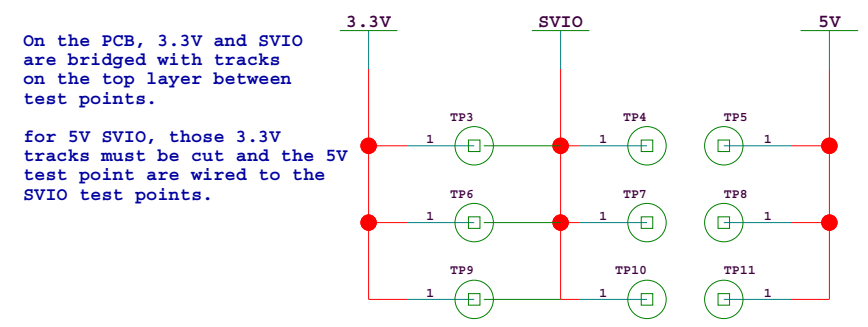 3.3V SVIO 5V
On the PCB, 3.3V and SVIO
are bridged with tracks
on the top layer between
test points.
for 5V SVIO, those 3.3V
tracks must be cut and the 5V
test point are wired to the
SVIO test points.
TP3 TP4 TP5
1 1 1
TP6 TP7 TP8
1 1 1
TP9 TP10 TP11
1 1 1